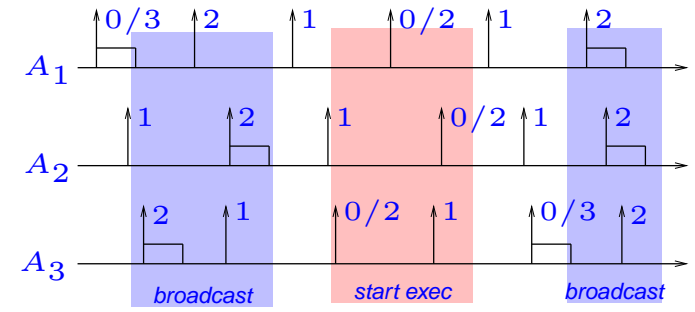 0/3 2 1 0/2 1 2
A1
1 2 1 0/2 1 2
A2
2 1 0/2 1 0/3 2
A3
broadcast start exec broadcast